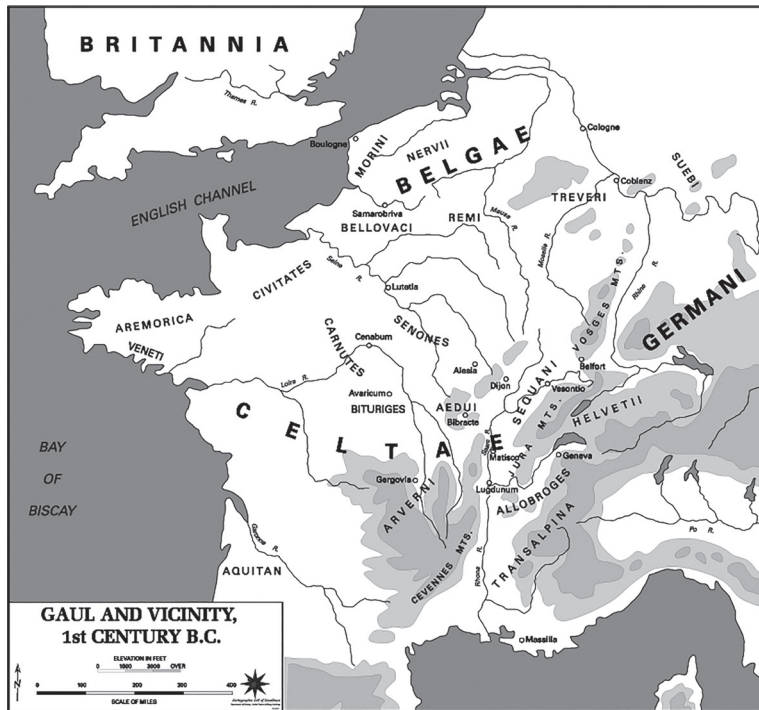 BRITANNIA
Thames R.
Boulogne
MORINI
NERVII
BELGAE
Cologne
Coblenz
SUEBI
TREVERI
ENGLISH CHANNEL
Samarobriva
BELLOVACI
REMI
Meuse R.
Moselle R.
Rhine R.
VOSGES MTS.
GERMANI
Seine R.
Lutetia
CIVITATES
AREMORICA
VENETI
CARNUTES
Cenabum
SENONES
Alesia
Dijon
Belfort
Vesontio
SEQUANI
Loire R.
Avaricum
BITURIGES
AEDUI
Bibracte
HELVETII
JURA MTS.
CELTAE
Matisco
Geneva
BAY
OF
BISCAY
Gergovia
ARVERNI
Lugdunum
ALLOBROGES
TRANSALPINA
Po R.
Garonne R.
AQUITAN
CEVENNES MTS.
Rhone R.
Massilia
GAUL AND VICINITY,
1st CENTURY B.C.
ELEVATION IN FEET
0 1500 3000 OVER
N
0 100 200 300 400
SCALE OF MILES